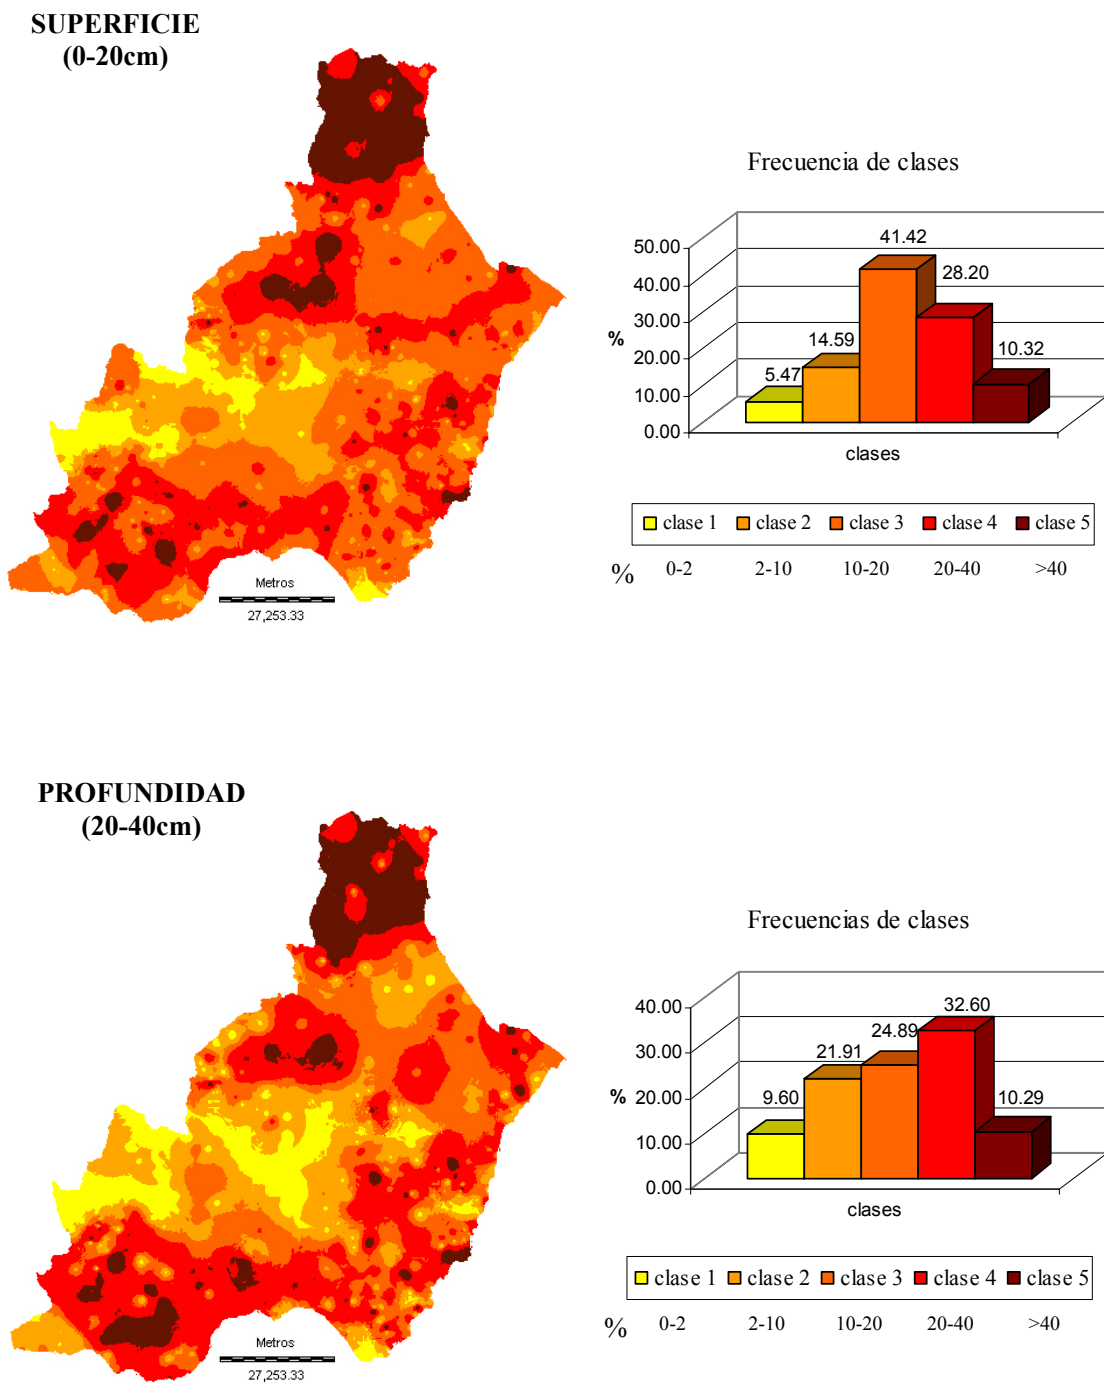 SUPERFICIE
(0-20cm)
Metros
27,253.33
Frecuencia de clases
50.00
40.00
30.00
20.00
10.00
0.00
%
5.47
14.59
41.42
28.20
10.32
clases
clase 1 clase 2 clase 3 clase 4 clase 5
% 0-2 2-10 10-20 20-40 >40
PROFUNDIDAD
(20-40cm)
Metros
27,253.33
Frecuencias de clases
40.00
30.00
20.00
10.00
0.00
%
9.60
21.91
24.89
32.60
10.29
clases
clase 1 clase 2 clase 3 clase 4 clase 5
% 0-2 2-10 10-20 20-40 >40